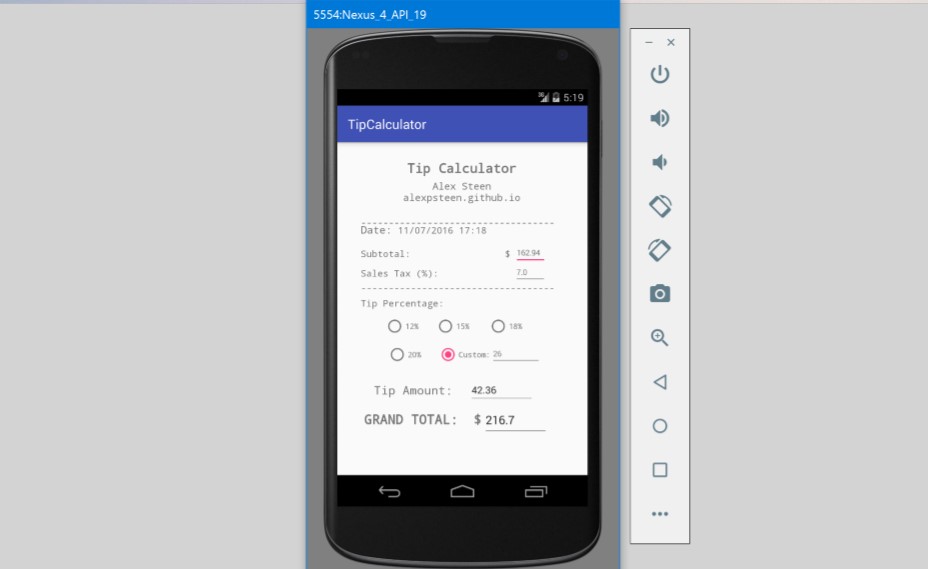 5554:Nexus_4_API_19
3G 5:19
TipCalculator
Tip Calculator
Alex Steen
alexpsteen.github.io
Date: 11/07/2016 17:18
Subtotal: $ 162.94
Sales Tax (%): 7.0
Tip Percentage:
12% 15% 18%
20% Custom: 26
Tip Amount: 42.36
GRAND TOTAL: $ 216.7